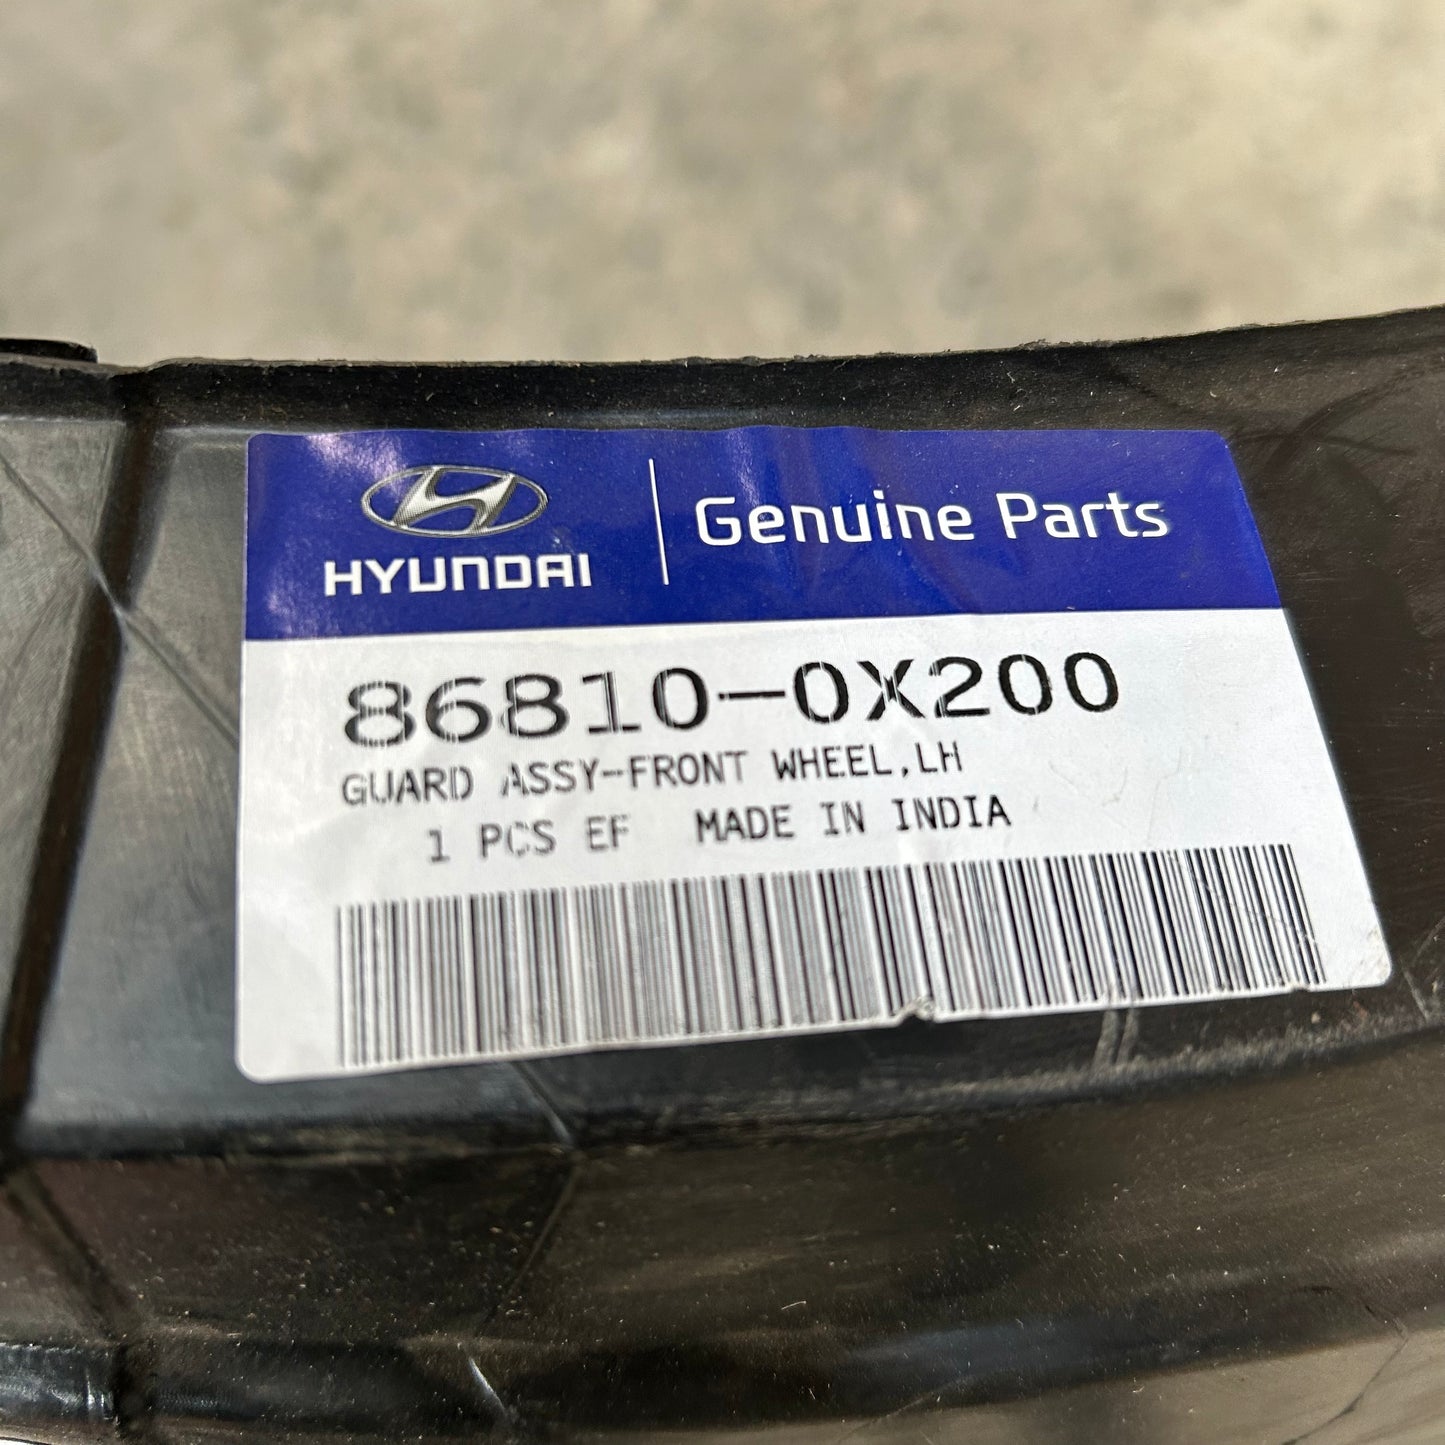 HYUNDAI
Genuine Parts
86810-0X200
GUARD ASSY-FRONT WHEEL,LH
1 PCS EF MADE IN INDIA